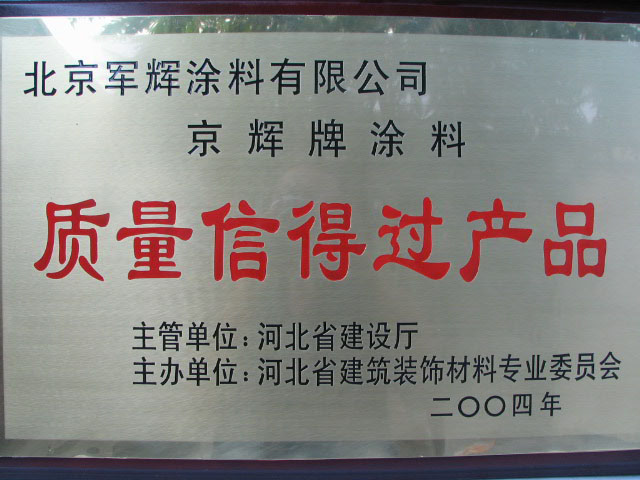 北京军辉涂料有限公司
京辉牌涂料
质量信得过产品
主管单位：河北省建设厅
主办单位：河北省建筑装饰材料专业委员会
二〇〇四年